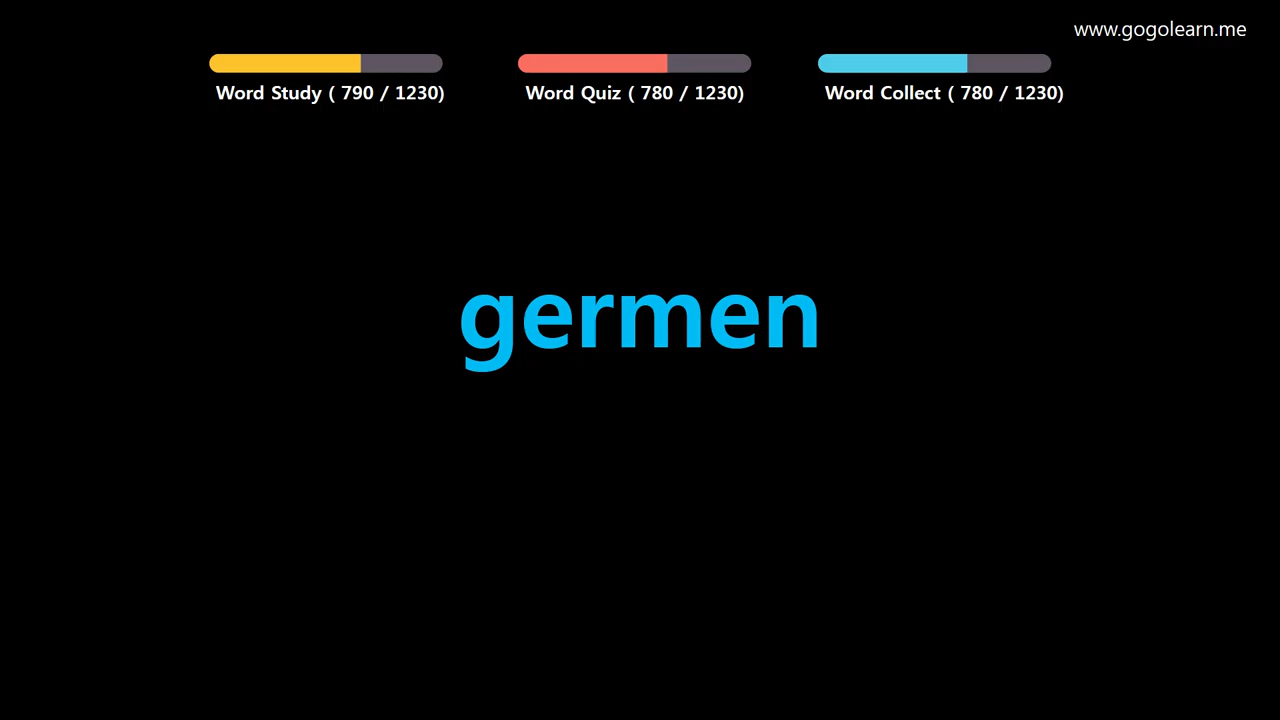 www.gogolearn.me
Word Study ( 790 / 1230)
Word Quiz ( 780 / 1230)
Word Collect ( 780 / 1230)
germen